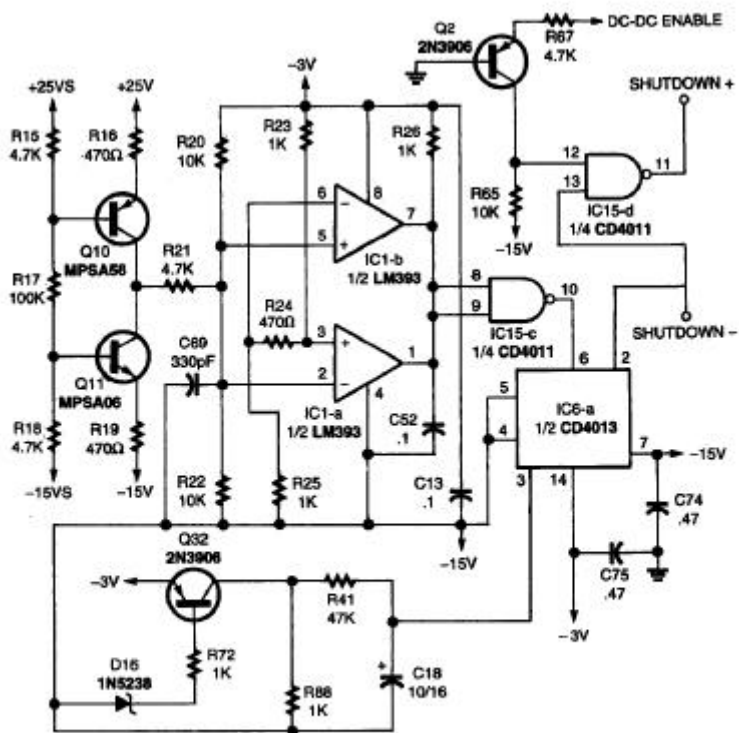 Q2
2N3906
R67
4.7K
DC-DC ENABLE
+25VS
+25V
−3V
SHUTDOWN +
R15
4.7K
R16
470Ω
R20
10K
R23
1K
R26
1K
12
13
11
R65
10K
IC15-d
1/4 CD4011
−15V
6
5
8
7
IC1-b
1/2 LM393
Q10
MPSA56
R21
4.7K
R17
100K
R24
470Ω
8
9
10
IC15-c
1/4 CD4011
SHUTDOWN −
C69
330pF
3
2
1
4
IC1-a
1/2 LM393
Q11
MPSA06
6
2
5
4
IC6-a
1/2 CD4013
7
−15V
3
14
R18
4.7K
R19
470Ω
C52
.1
−15VS
−15V
R22
10K
R25
1K
C13
.1
C74
.47
−15V
C75
.47
−3V
Q32
2N3906
−3V
R41
47K
R72
1K
D16
1N5238
R88
1K
+
C18
10/16